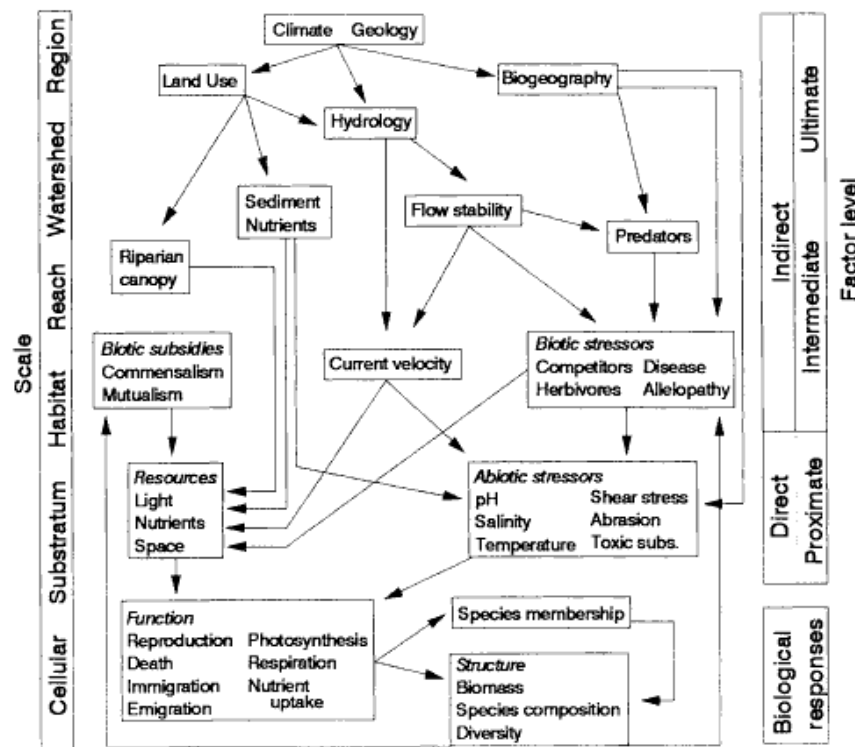 Climate Geology
Land Use
Biogeography
Hydrology
Sediment
Nutrients
Flow stability
Predators
Riparian
canopy
Biotic subsidies
Commensalism
Mutualism
Current velocity
Biotic stressors
Competitors Disease
Herbivores Allelopathy
Resources
Light
Nutrients
Space
Abiotic stressors
pH Shear stress
Salinity Abrasion
Temperature Toxic subs.
Function
Reproduction Photosynthesis
Death Respiration
Immigration Nutrient
Emigration uptake
Species membership
Structure
Biomass
Species composition
Diversity
Scale
Region
Watershed
Reach
Habitat
Substratum
Cellular
Indirect
Direct
Ultimate
Intermediate
Proximate
Factor level
Biological
responses